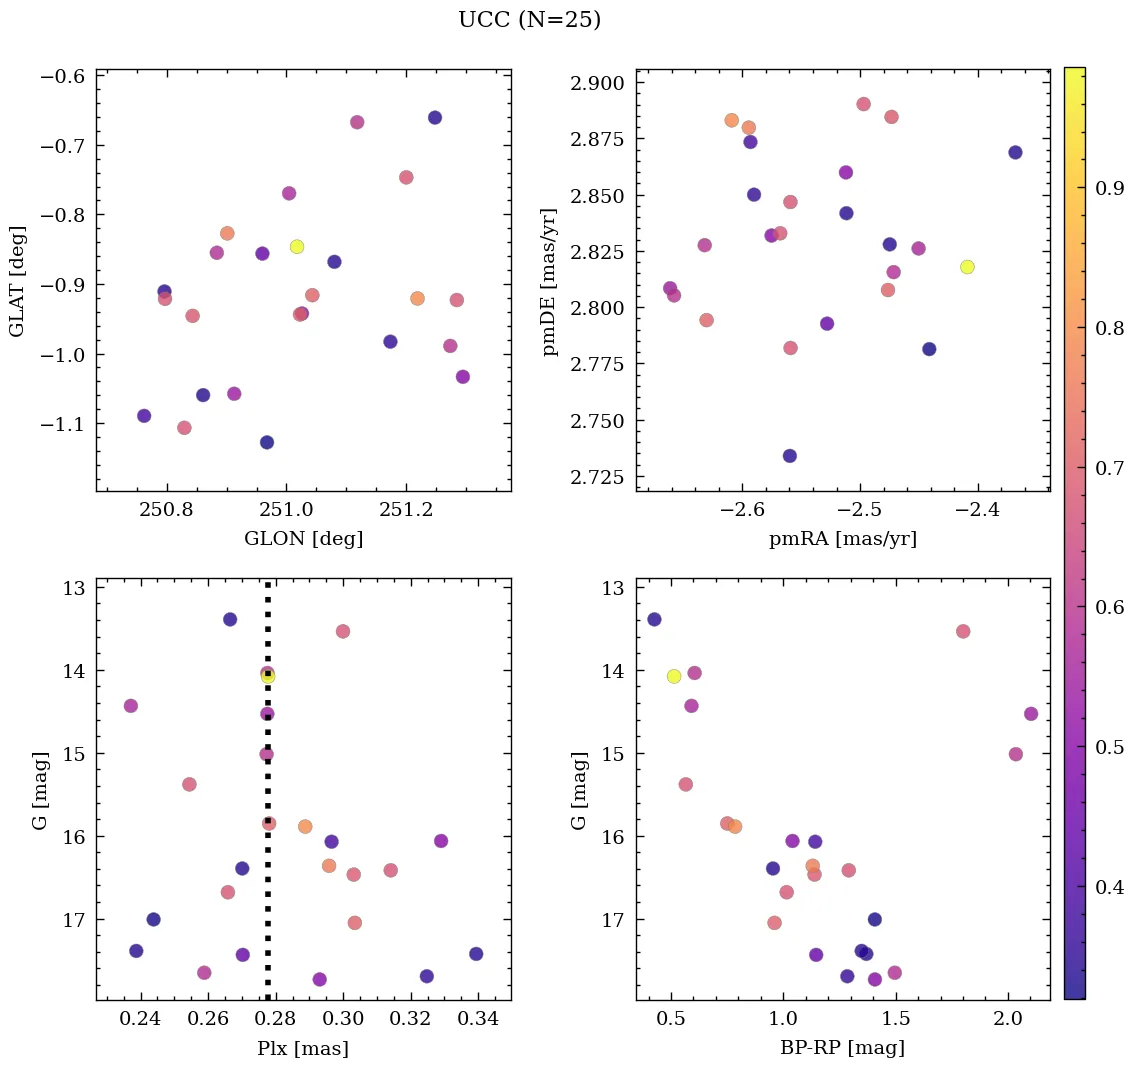 UCC (N=25)
−0.6
−0.7
−0.8
−0.9
−1.0
−1.1
GLAT [deg]
250.8 251.0 251.2
GLON [deg]
2.900
2.875
2.850
2.825
2.800
2.775
2.750
2.725
pmDE [mas/yr]
−2.6 −2.5 −2.4
pmRA [mas/yr]
13
14
15
16
17
G [mag]
0.24 0.26 0.28 0.30 0.32 0.34
Plx [mas]
13
14
15
16
17
G [mag]
0.5 1.0 1.5 2.0
BP-RP [mag]
0.9
0.8
0.7
0.6
0.5
0.4